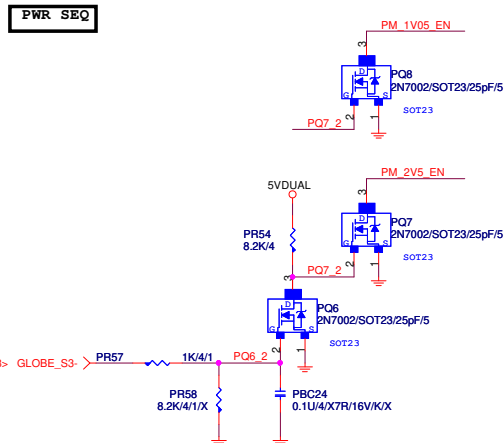 PWR SEQ
PM_1V05_EN
3
D
PQ8
2N7002/SOT23/25pF/5
G
S
SOT23
2
1
PQ7_2
PM_2V5_EN
3
5VDUAL
D
PQ7
2N7002/SOT23/25pF/5
G
S
PR54
8.2K/4
SOT23
2
1
PQ7_2
3
D
PQ6
2N7002/SOT23/25pF/5
G
S
SOT23
2
1
> GLOBE_S3-
PR57
1K/4/1
PQ6_2
PR58
8.2K/4/1/X
PBC24
0.1U/4/X7R/16V/K/X